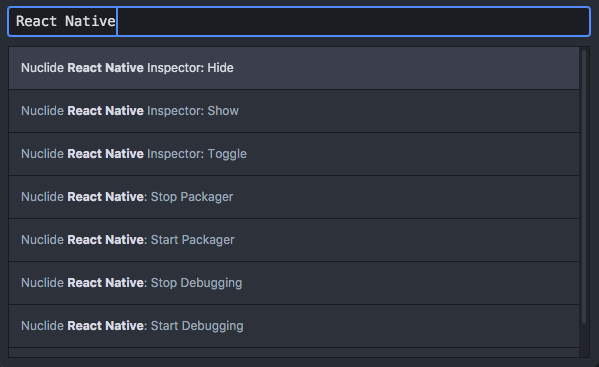 React Native
Nuclide React Native Inspector: Hide
Nuclide React Native Inspector: Show
Nuclide React Native Inspector: Toggle
Nuclide React Native: Stop Packager
Nuclide React Native: Start Packager
Nuclide React Native: Stop Debugging
Nuclide React Native: Start Debugging